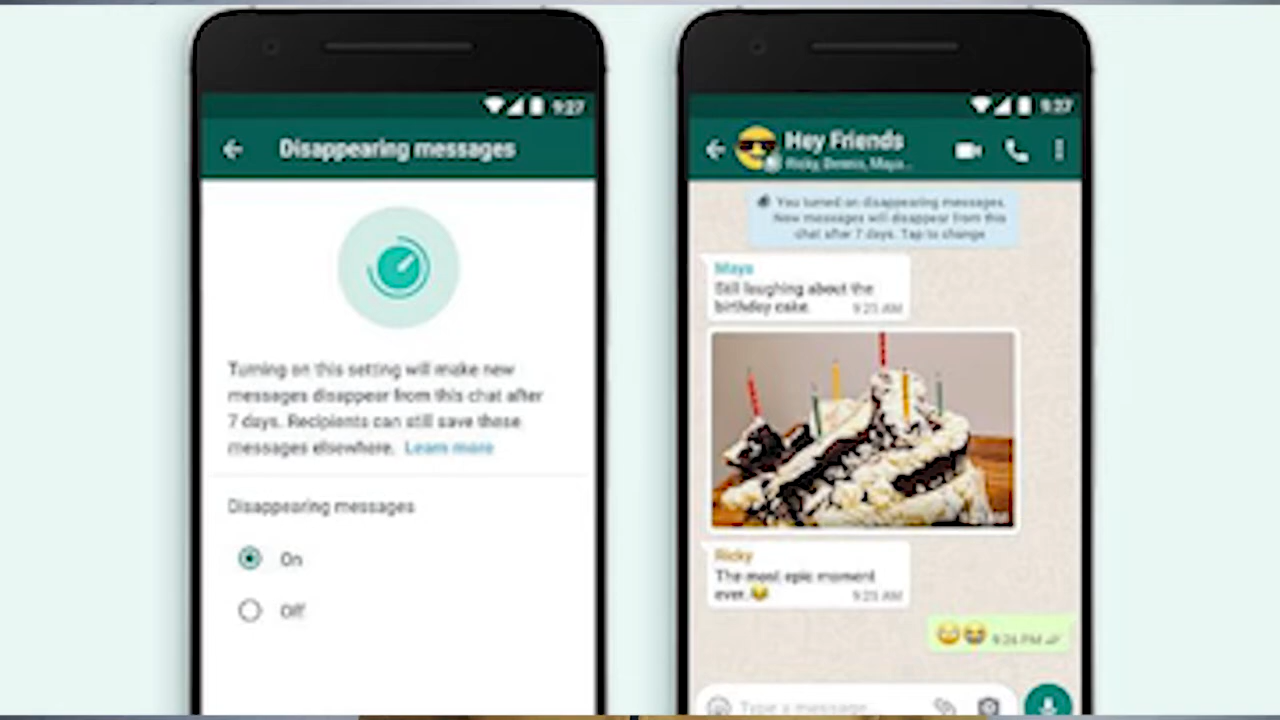 9:27
Disappearing messages
Turning on this setting will make new
messages disappear from this chat after
7 days. Recipients can still save these
messages elsewhere. Learn more
Disappearing messages
On
Off
9:27
Hey Friends
Ricky, Dennis, Maya...
You turned on disappearing messages.
New messages will disappear from this
chat after 7 days. Tap to change
Maya
Still laughing about the
birthday cake. 9:25 AM
Ricky
The most epic moment
ever. 😂 9:25 AM
9:26 PM
Type a message...